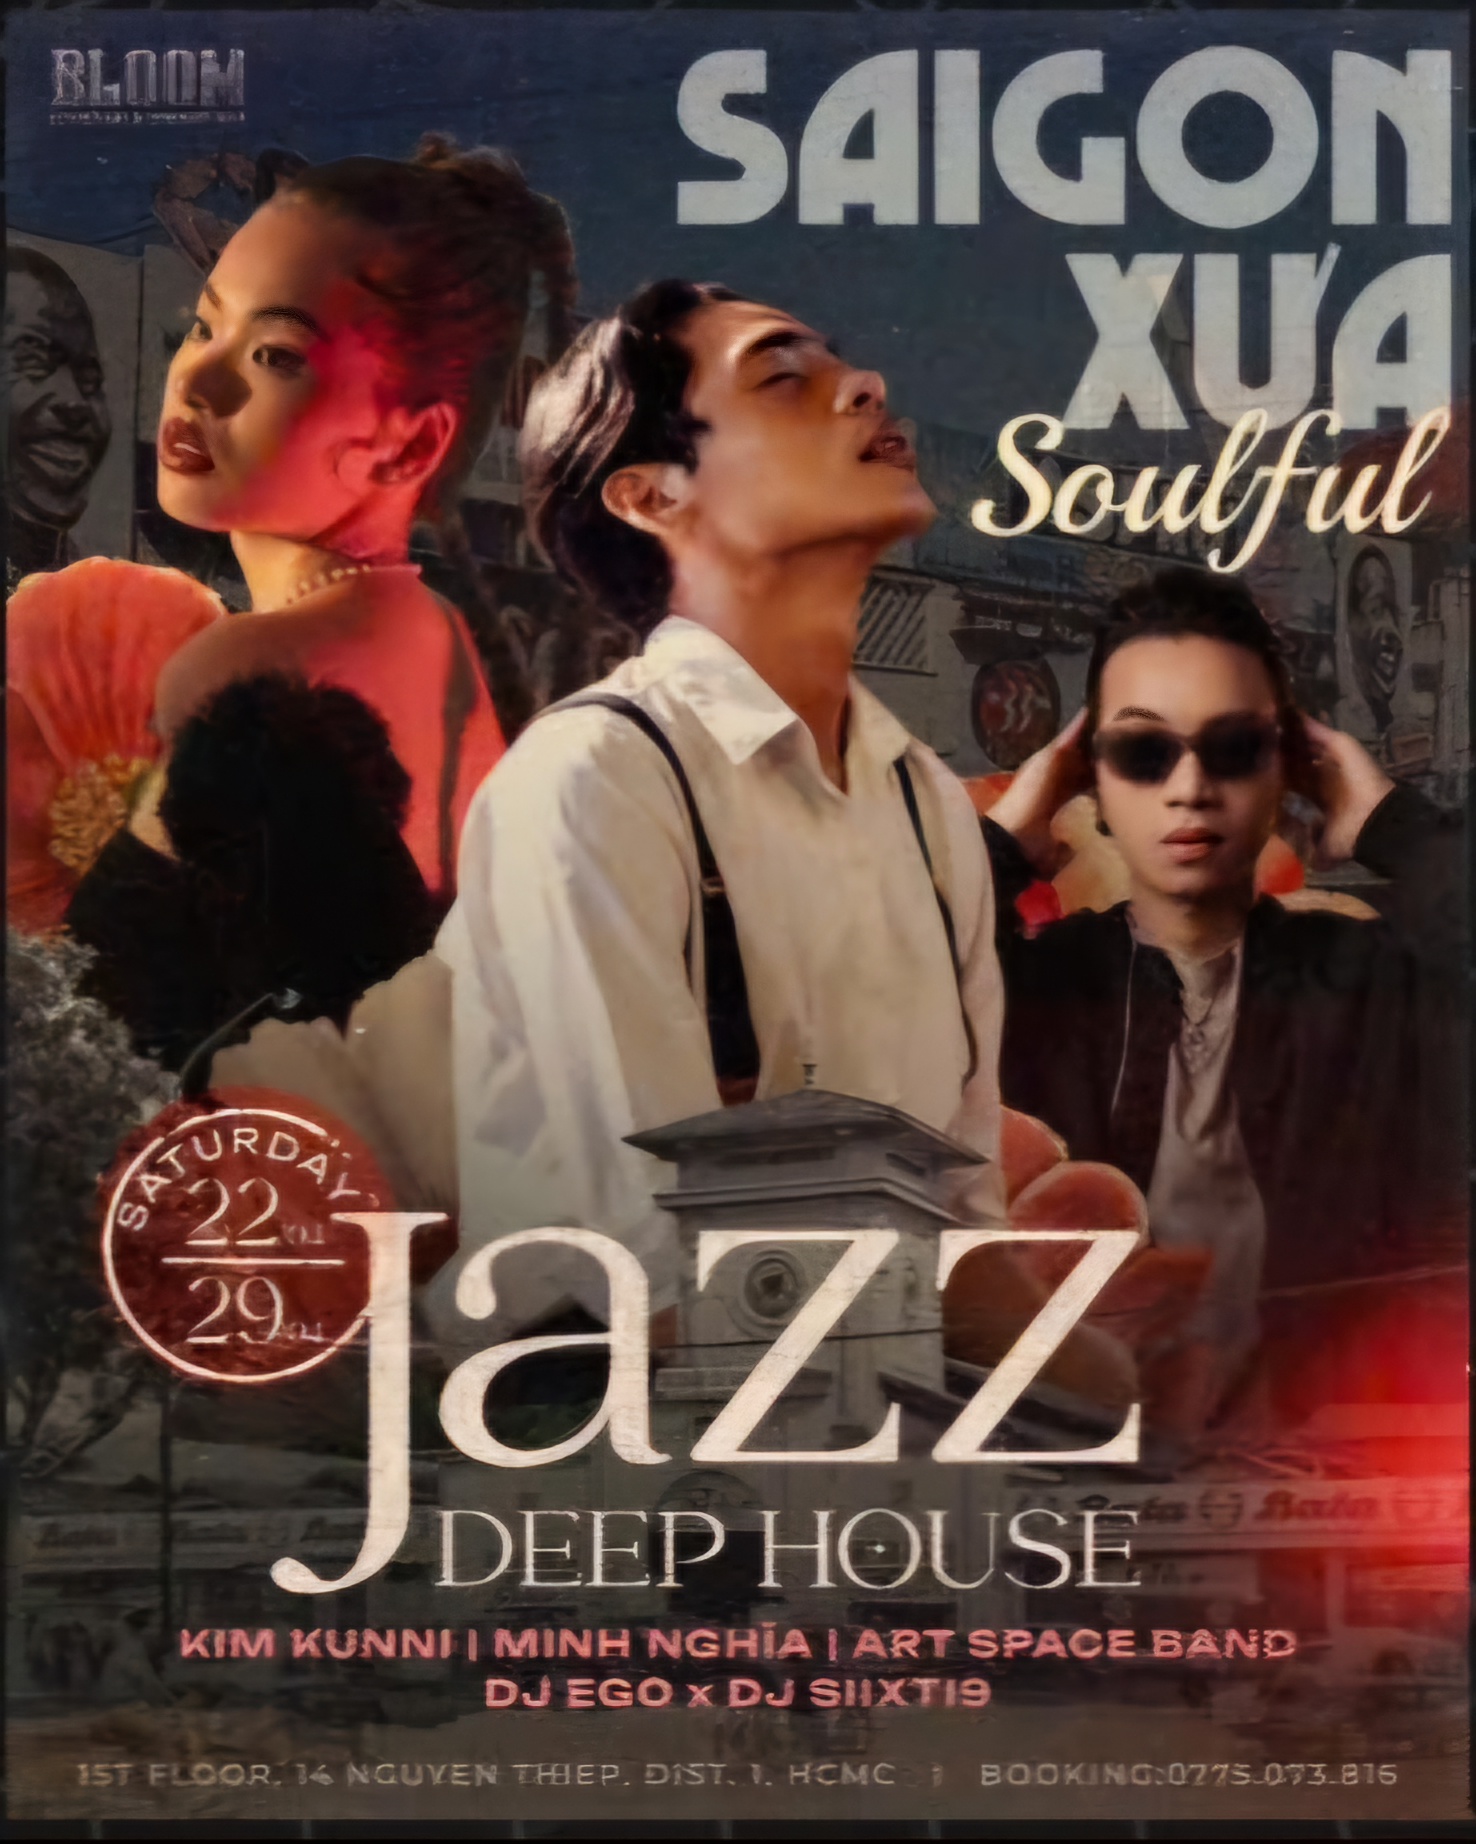 BLOOM
SAIGON
XƯA
Soulful
SATURDAY
22
29
Jazz
DEEP HOUSE
KIM KUNNI | MINH NGHĨA | ART SPACE BAND
DJ EGO x DJ SIIXTI9
1ST FLOOR, 14 NGUYEN THIEP, DIST. 1, HCMC | BOOKING:0775.073.816